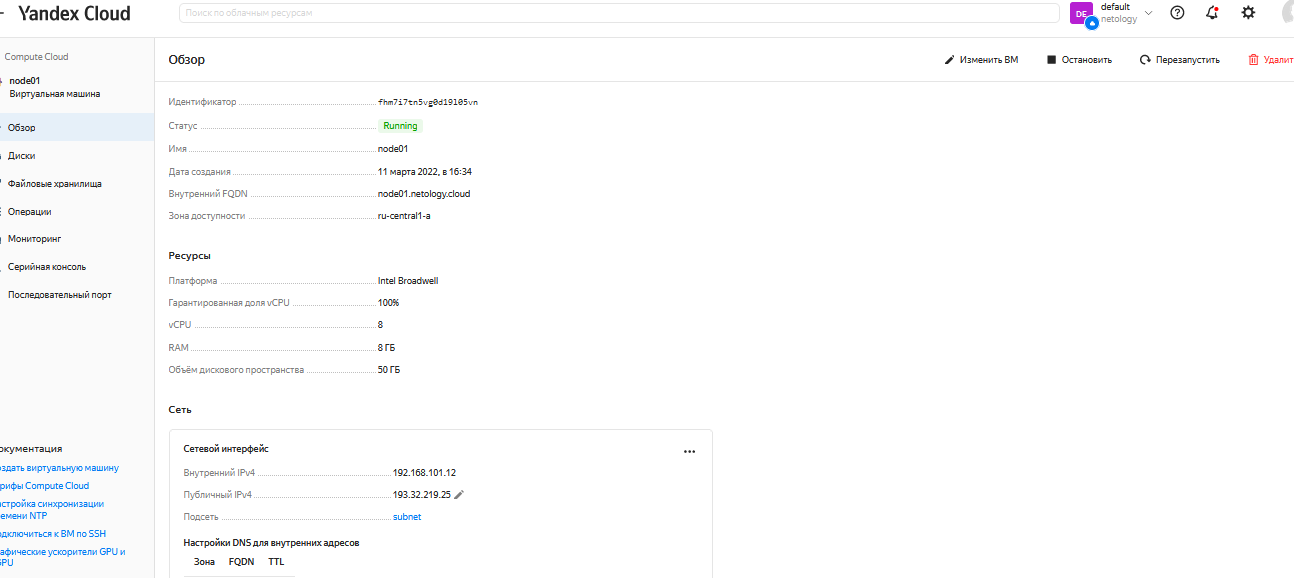 Yandex Cloud
Поиск по облачным ресурсам
DE
default
netology
Compute Cloud
node01
Виртуальная машина
Обзор
Диски
Файловые хранилища
Операции
Мониторинг
Серийная консоль
Последовательный порт
окументация
оздать виртуальную машину
рифы Compute Cloud
стройка синхронизации
емени NTP
одключиться к ВМ по SSH
афические ускорители GPU и
GPU
Обзор
Изменить ВМ
Остановить
Перезапустить
Удалит
Идентификатор fhm7i7tn5vg0d19l05vn
Статус Running
Имя node01
Дата создания 11 марта 2022, в 16:34
Внутренний FQDN node01.netology.cloud
Зона доступности ru-central1-a
Ресурсы
Платформа Intel Broadwell
Гарантированная доля vCPU 100%
vCPU 8
RAM 8 ГБ
Объём дискового пространства 50 ГБ
Сеть
Сетевой интерфейс
Внутренний IPv4 192.168.101.12
Публичный IPv4 193.32.219.25
Подсеть subnet
Настройки DNS для внутренних адресов
Зона FQDN TTL